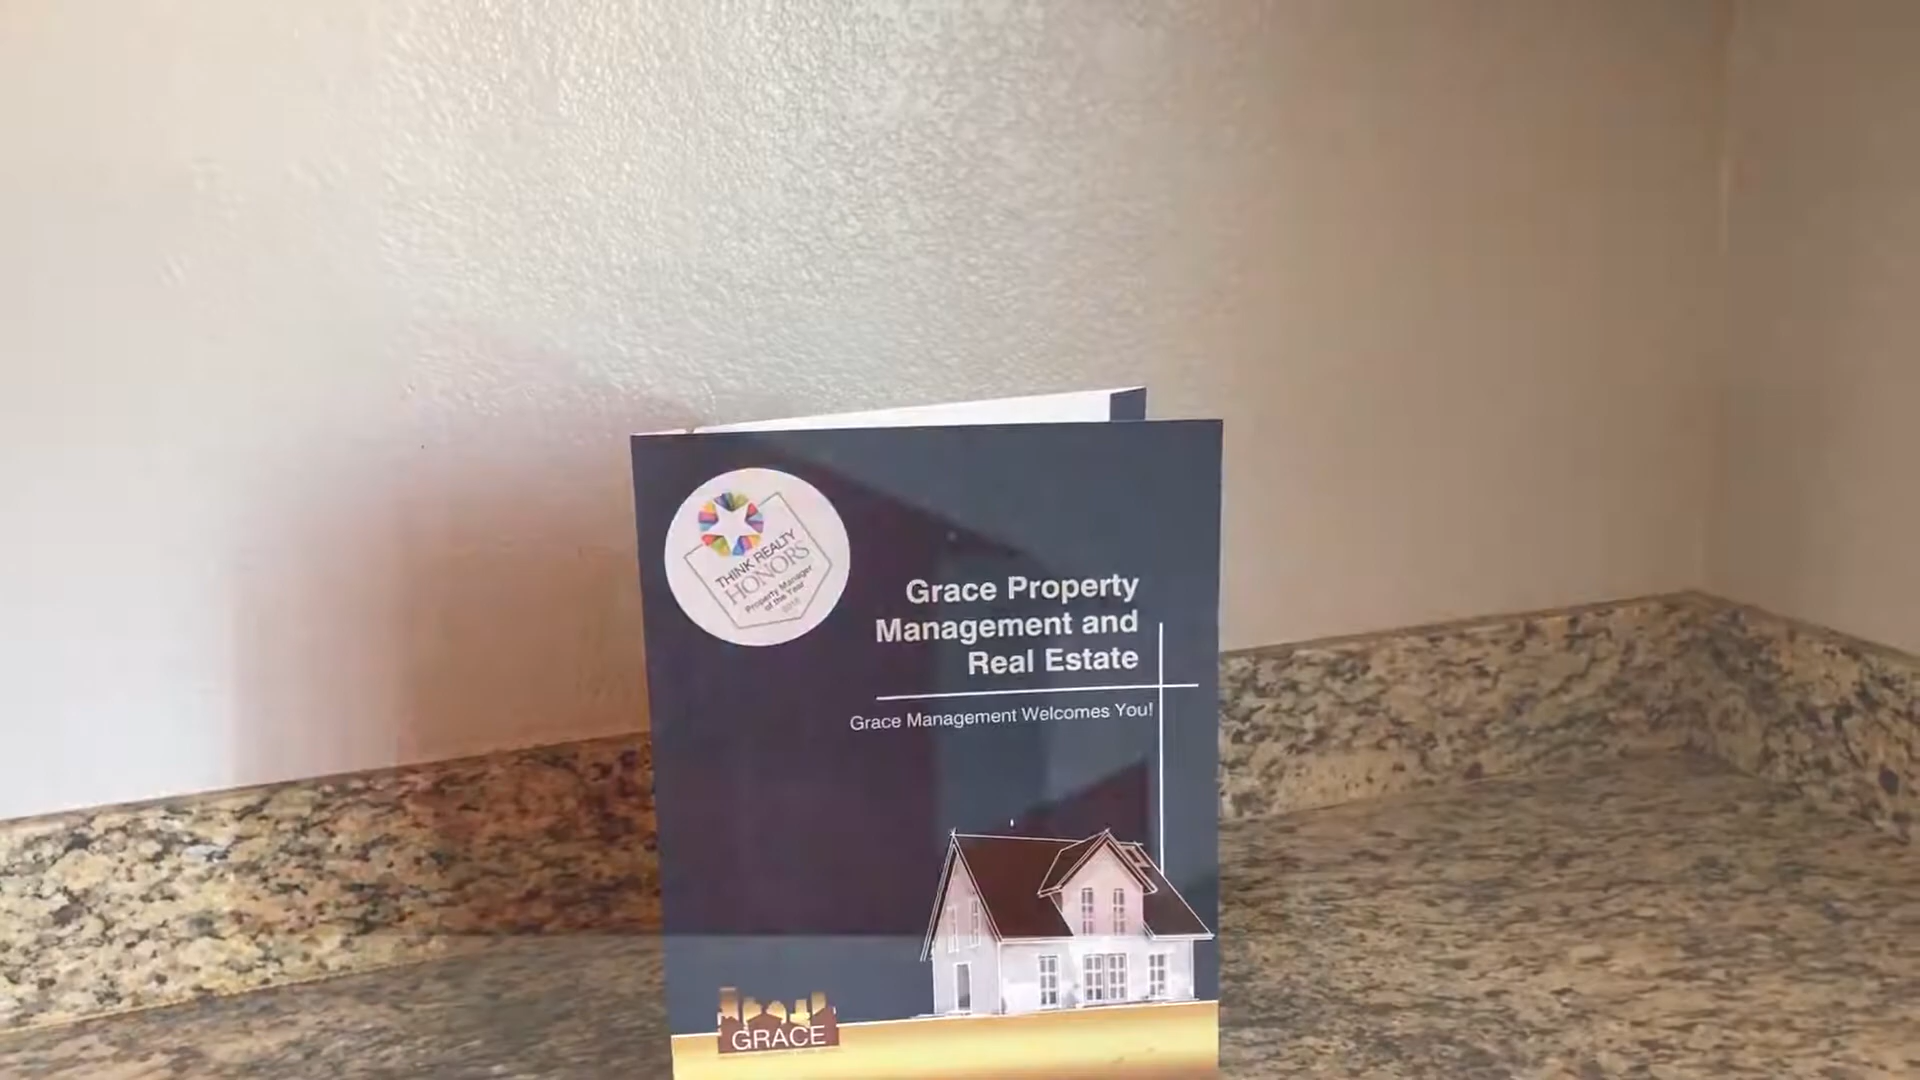 THINK REALTY
HONORS
Property Manager
of the Year
Grace Property
Management and
Real Estate
Grace Management Welcomes You!
GRACE